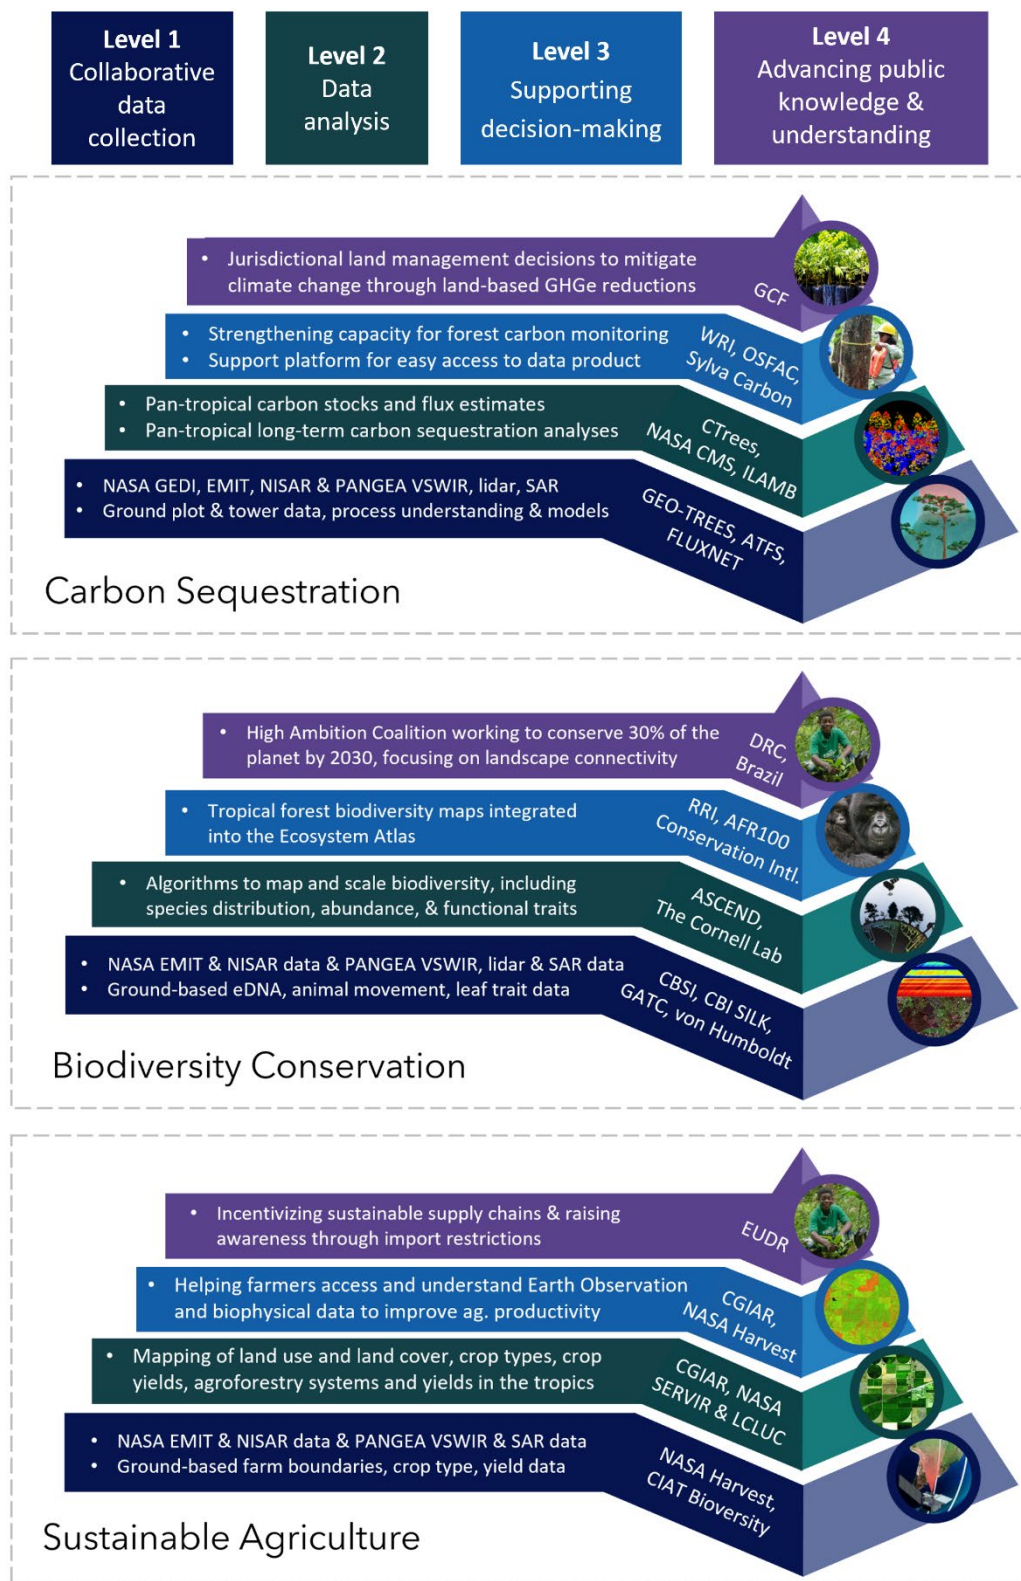 Level 1
Collaborative
data
collection
Level 2
Data
analysis
Level 3
Supporting
decision-making
Level 4
Advancing public
knowledge &
understanding
• Jurisdictional land management decisions to mitigate
climate change through land-based GHGe reductions
GCF
• Strengthening capacity for forest carbon monitoring
• Support platform for easy access to data product
WRI, OSFAC,
Sylva Carbon
• Pan-tropical carbon stocks and flux estimates
• Pan-tropical long-term carbon sequestration analyses
CTrees,
NASA CMS, ILAMB
• NASA GEDI, EMIT, NISAR & PANGEA VSWIR, lidar, SAR
• Ground plot & tower data, process understanding & models
GEO-TREES, ATFS,
FLUXNET
Carbon Sequestration
• High Ambition Coalition working to conserve 30% of the
planet by 2030, focusing on landscape connectivity
DRC,
Brazil
• Tropical forest biodiversity maps integrated
into the Ecosystem Atlas
RRI, AFR100
Conservation Intl.
• Algorithms to map and scale biodiversity, including
species distribution, abundance, & functional traits
ASCEND,
The Cornell Lab
• NASA EMIT & NISAR data & PANGEA VSWIR, lidar & SAR data
• Ground-based eDNA, animal movement, leaf trait data
CBSI, CBI SILK,
GATC, von Humboldt
Biodiversity Conservation
• Incentivizing sustainable supply chains & raising
awareness through import restrictions
EUDR
• Helping farmers access and understand Earth Observation
and biophysical data to improve ag. productivity
CGIAR,
NASA Harvest
• Mapping of land use and land cover, crop types, crop
yields, agroforestry systems and yields in the tropics
CGIAR, NASA
SERVIR & LCLUC
• NASA EMIT & NISAR data & PANGEA VSWIR & SAR data
• Ground-based farm boundaries, crop type, yield data
NASA Harvest,
CIAT Bioversity
Sustainable Agriculture